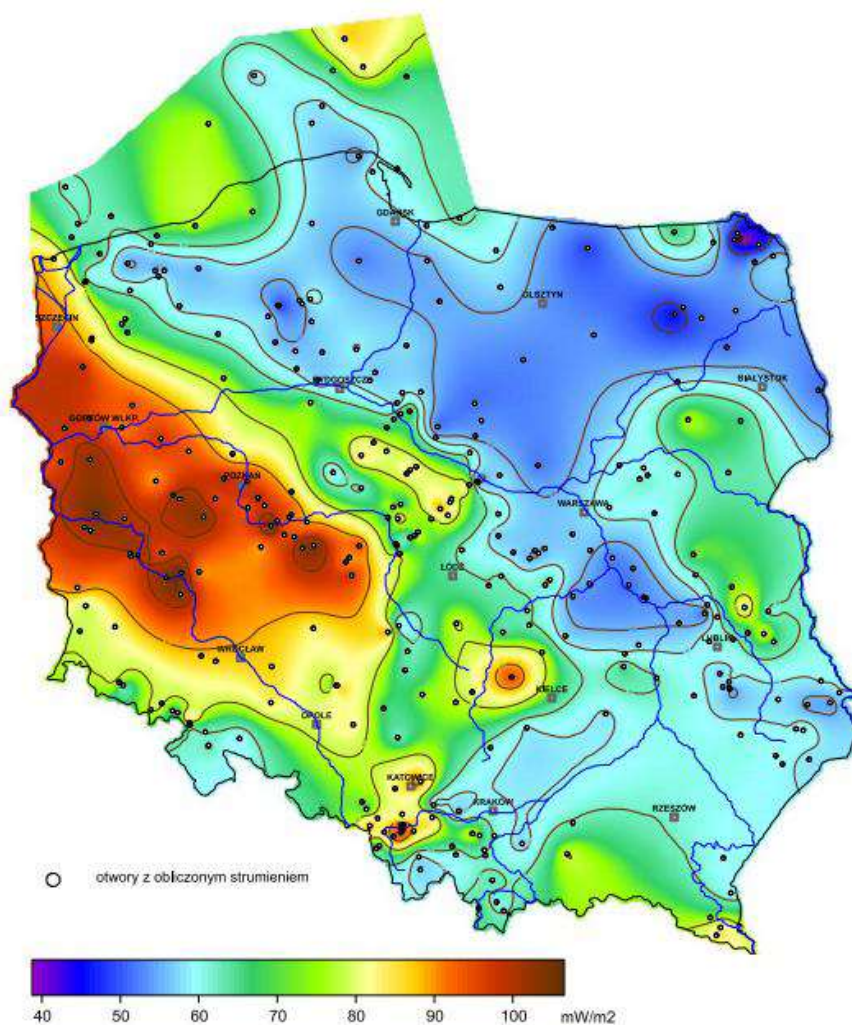 GDAŃSK
OLSZTYN
SZCZECIN
BYDGOSZCZ
BIAŁYSTOK
GORZÓW WLKP.
POZNAŃ
WARSZAWA
ŁÓDŹ
WROCŁAW
LUBLIN
KIELCE
OPOLE
KATOWICE
KRAKÓW
RZESZÓW
otwory z obliczonym strumieniem
40 50 60 70 80 90 100 mW/m2